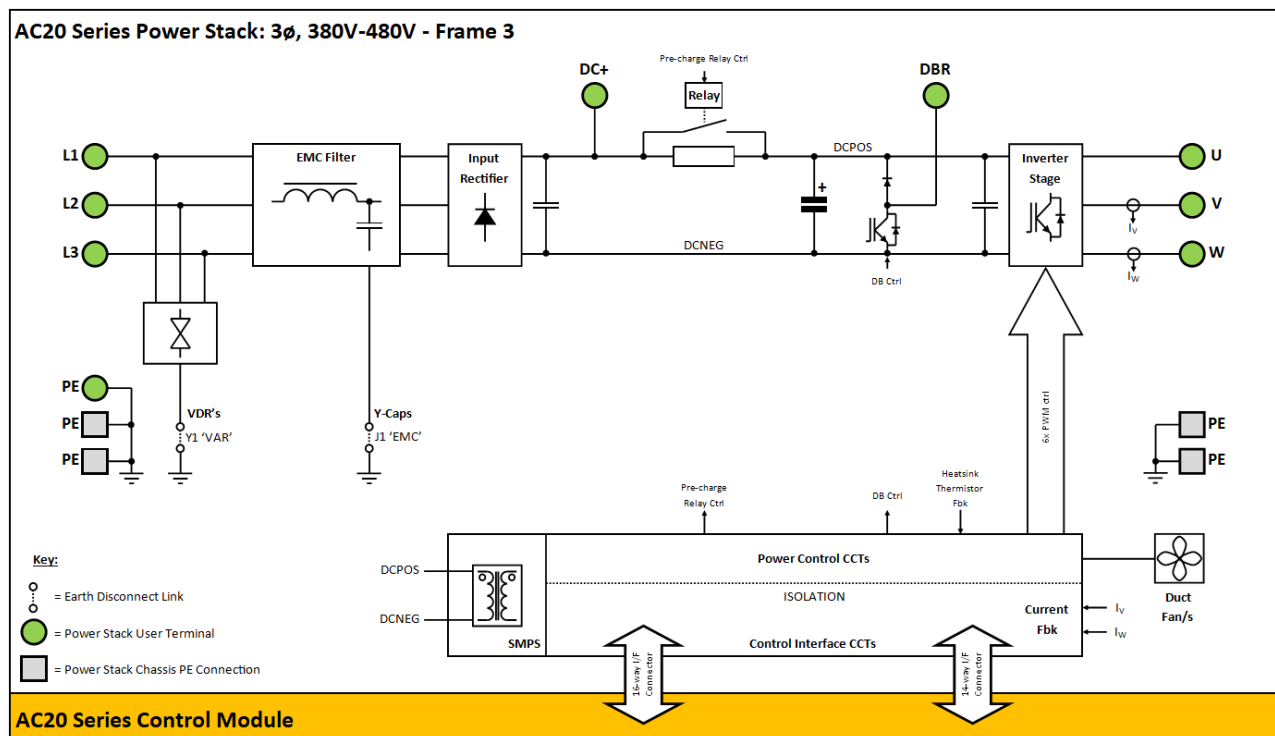 AC20 Series Power Stack: 3ø, 380V-480V - Frame 3
Pre-charge Relay Ctrl
DC+
DBR
Relay
L1
EMC Filter
Input
Rectifier
DCPOS
Inverter
Stage
U
L2
+
V
IV
L3
DCNEG
W
IW
DB Ctrl
PE
PE
PE
VDR's
Y1 'VAR'
Y-Caps
J1 'EMC'
6x PWM ctrl
PE
PE
Pre-charge
Relay Ctrl
DB Ctrl
Heatsink
Thermistor
Fbk
Key:
= Earth Disconnect Link
= Power Stack User Terminal
= Power Stack Chassis PE Connection
DCPOS
DCNEG
SMPS
Power Control CCTs
ISOLATION
Control Interface CCTs
Current
Fbk
IV
IW
Duct
Fan/s
16-way I/F
Connector
14-way I/F
Connector
AC20 Series Control Module